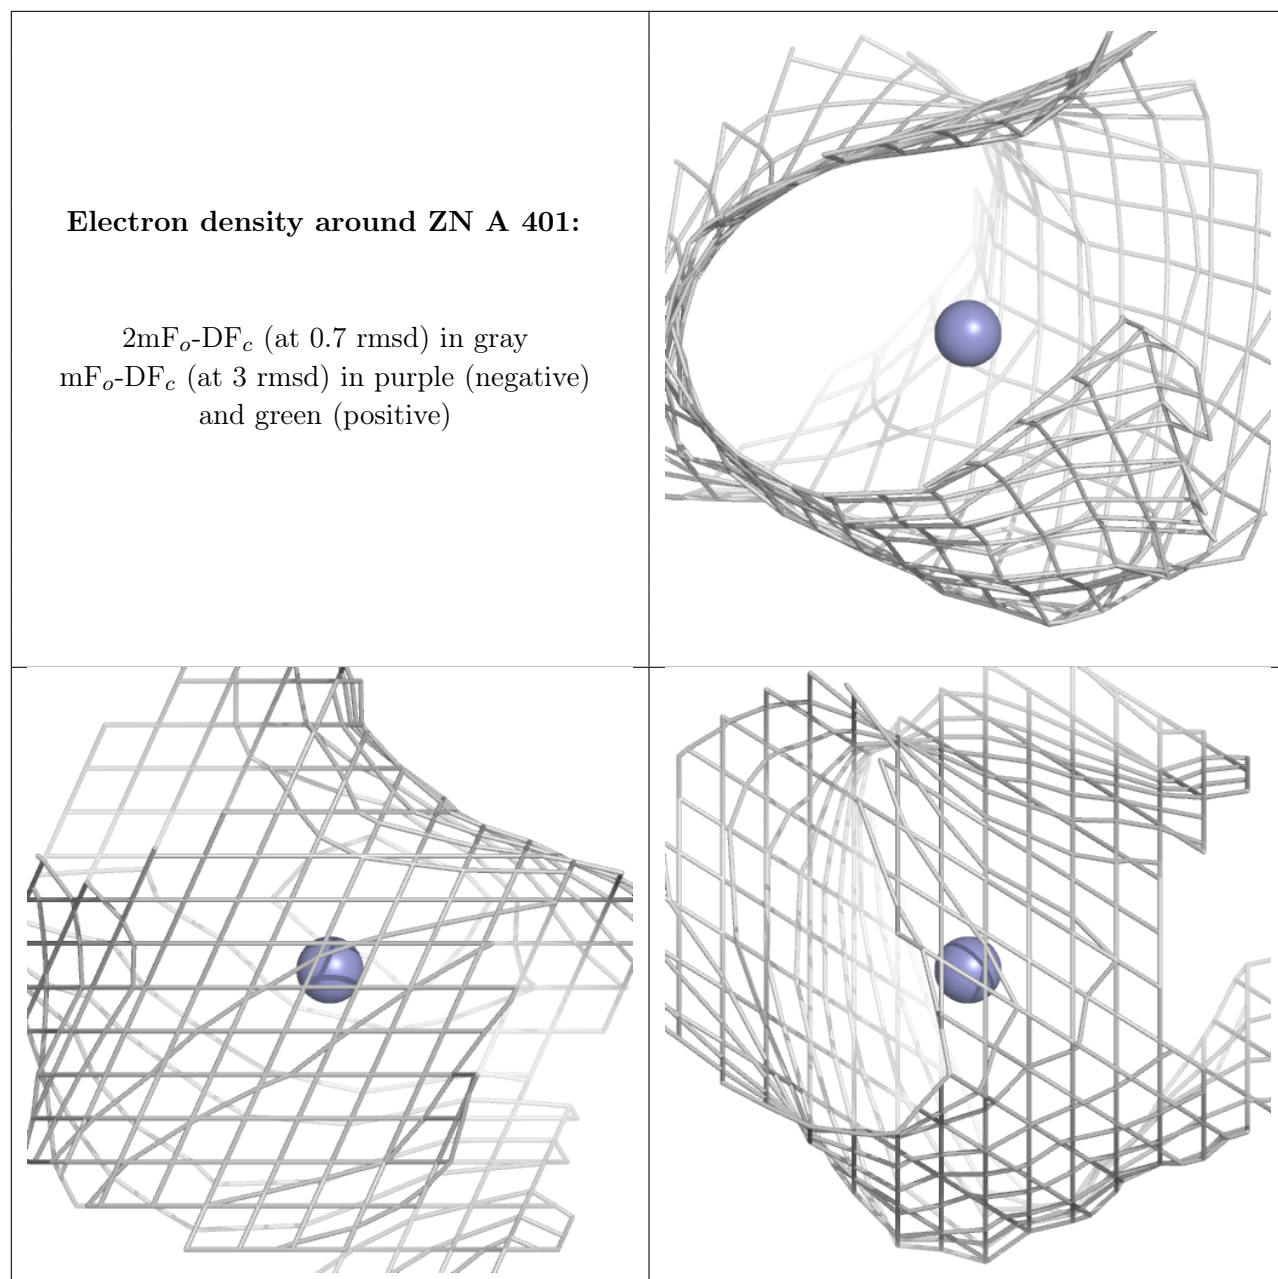 Electron density around ZN A 401:
2mFo-DFc (at 0.7 rmsd) in gray
mFo-DFc (at 3 rmsd) in purple (negative)
and green (positive)